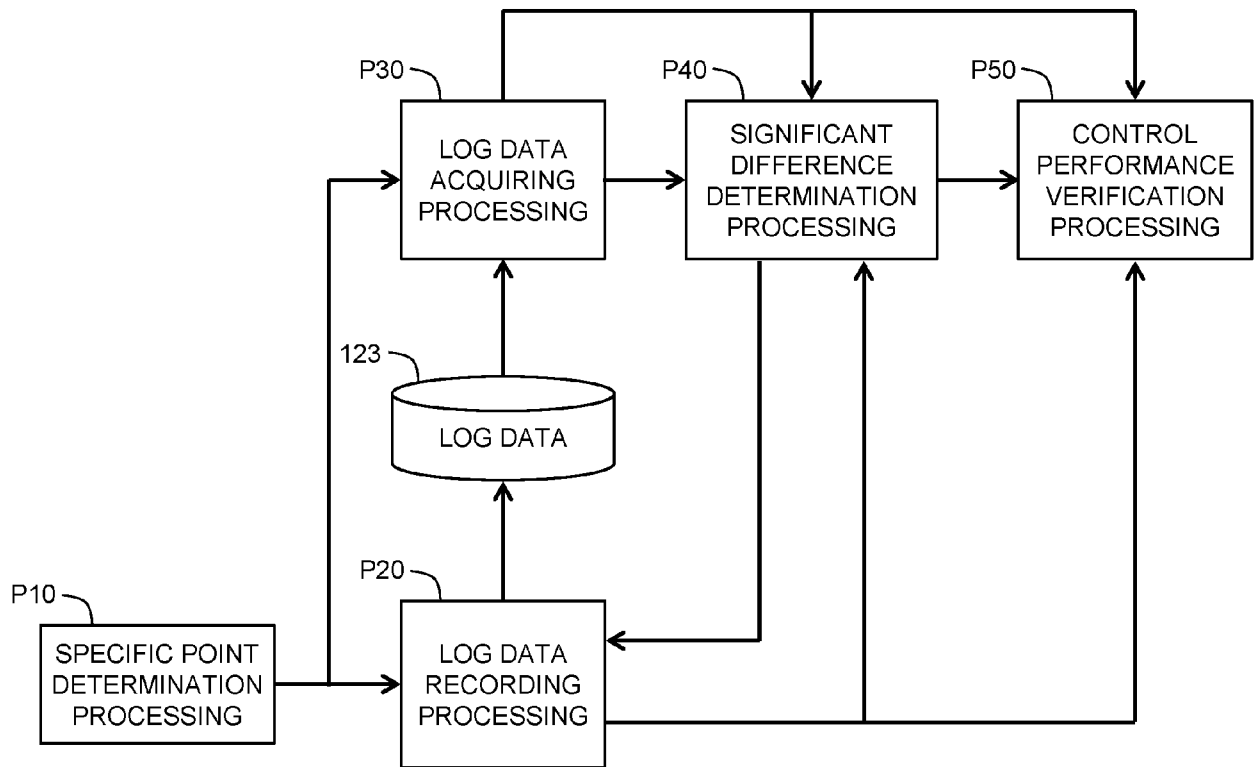 P30
LOG DATA
ACQUIRING
PROCESSING
P40
SIGNIFICANT
DIFFERENCE
DETERMINATION
PROCESSING
P50
CONTROL
PERFORMANCE
VERIFICATION
PROCESSING
123
LOG DATA
P10
SPECIFIC POINT
DETERMINATION
PROCESSING
P20
LOG DATA
RECORDING
PROCESSING